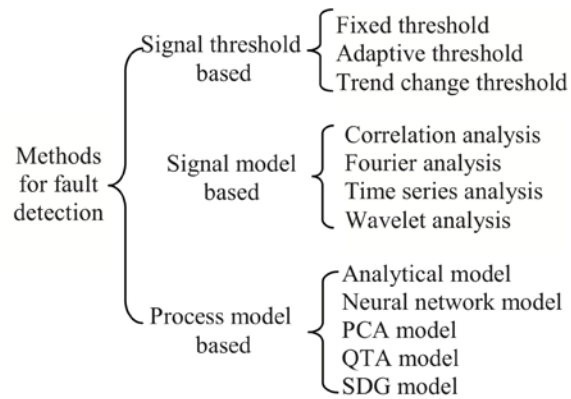 Methods
for fault
detection
Signal threshold
based
Fixed threshold
Adaptive threshold
Trend change threshold
Signal model
based
Correlation analysis
Fourier analysis
Time series analysis
Wavelet analysis
Process model
based
Analytical model
Neural network model
PCA model
QTA model
SDG model